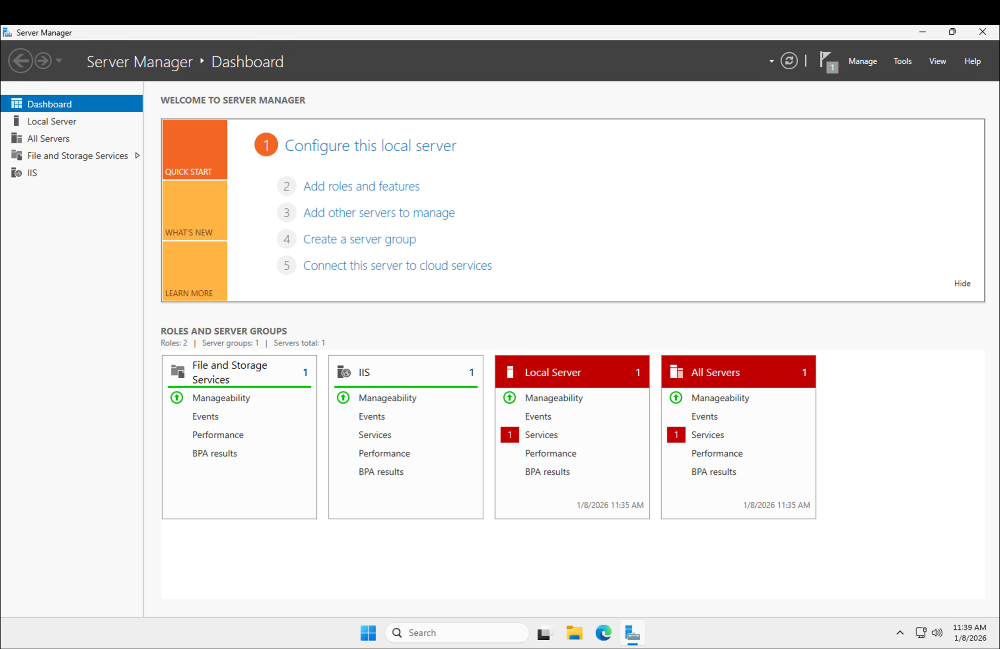 Server Manager
Server Manager ‣ Dashboard
1
Manage
Tools
View
Help
Dashboard
Local Server
All Servers
File and Storage Services
IIS
WELCOME TO SERVER MANAGER
QUICK START
WHAT'S NEW
LEARN MORE
1 Configure this local server
2 Add roles and features
3 Add other servers to manage
4 Create a server group
5 Connect this server to cloud services
Hide
ROLES AND SERVER GROUPS
Roles: 2 | Server groups: 1 | Servers total: 1
File and Storage
Services
1
Manageability
Events
Performance
BPA results
IIS 1
Manageability
Events
Services
Performance
BPA results
Local Server 1
Manageability
Events
1 Services
Performance
BPA results
1/8/2026 11:35 AM
All Servers 1
Manageability
Events
1 Services
Performance
BPA results
1/8/2026 11:35 AM
Search
11:39 AM
1/8/2026